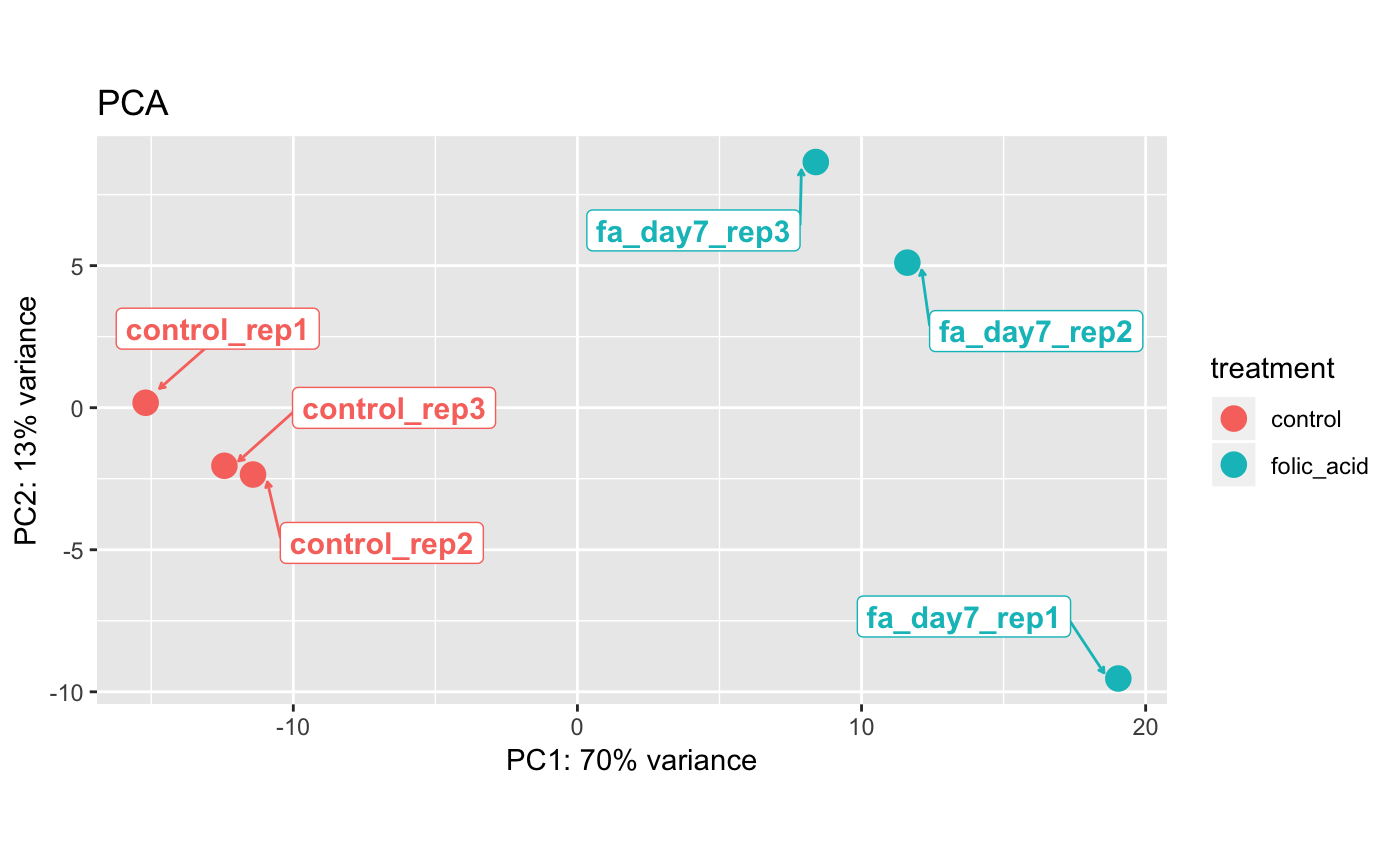 PCA
fa_day7_rep3
fa_day7_rep2
control_rep1
control_rep3
control_rep2
fa_day7_rep1
5
0
-5
-10
-10
0
10
20
PC1: 70% variance
PC2: 13% variance
treatment
control
folic_acid